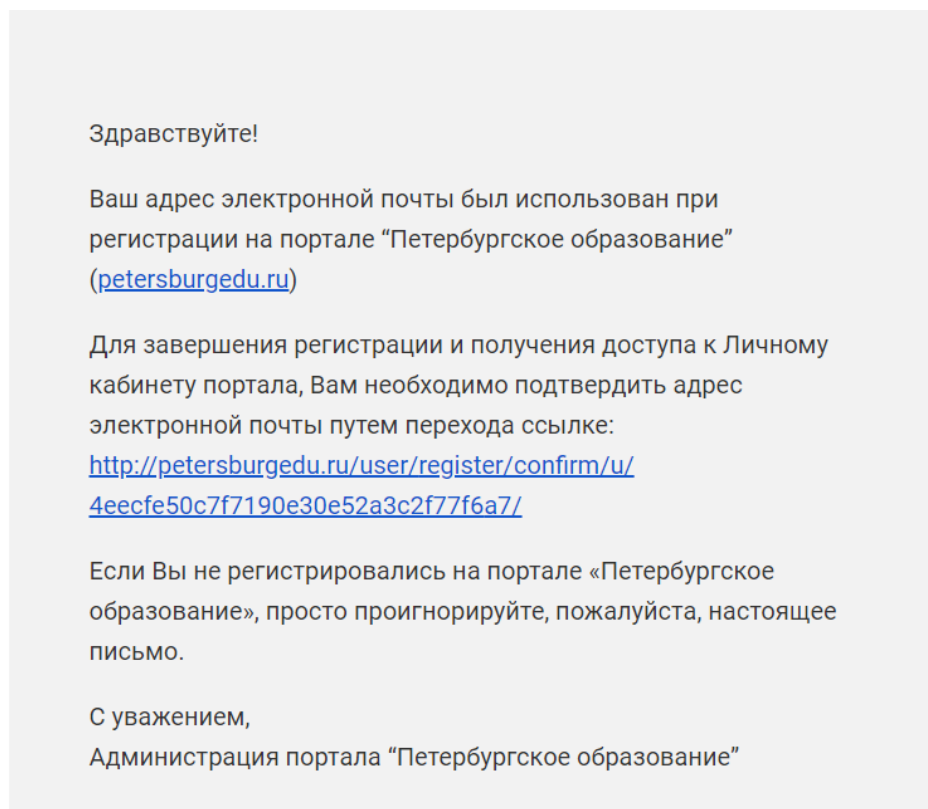 Здравствуйте!
Ваш адрес электронной почты был использован при
регистрации на портале “Петербургское образование”
(petersburgedu.ru)
Для завершения регистрации и получения доступа к Личному
кабинету портала, Вам необходимо подтвердить адрес
электронной почты путем перехода ссылке:
http://petersburgedu.ru/user/register/confirm/u/
4eecfe50c7f7190e30e52a3c2f77f6a7/
Если Вы не регистрировались на портале «Петербургское
образование», просто проигнорируйте, пожалуйста, настоящее
письмо.
С уважением,
Администрация портала “Петербургское образование”